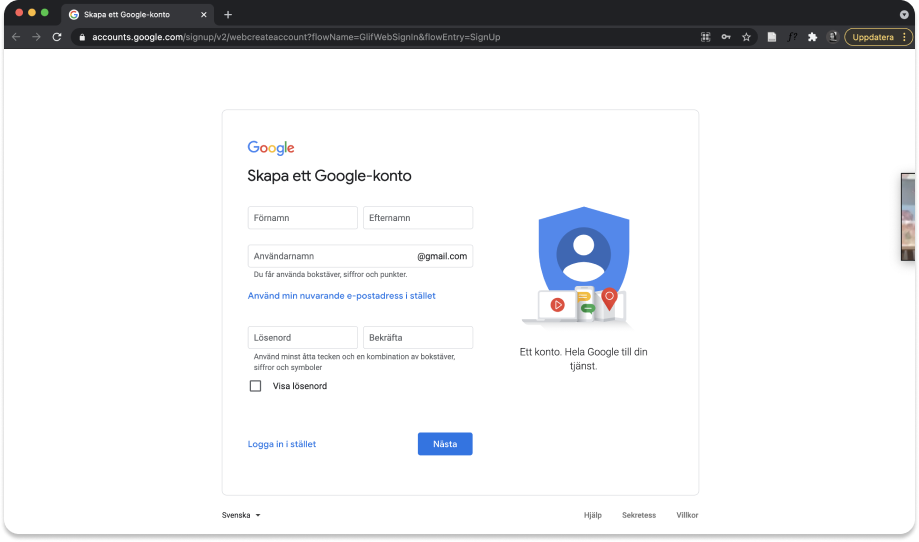 Skapa ett Google-konto
accounts.google.com/signup/v2/webcreateaccount?flowName=GlifWebSignIn&flowEntry=SignUp
f?
Uppdatera
Google
Skapa ett Google-konto
Förnamn
Efternamn
Användarnamn
@gmail.com
Du får använda bokstäver, siffror och punkter.
Använd min nuvarande e-postadress i stället
Lösenord
Bekräfta
Använd minst åtta tecken och en kombination av bokstäver,
siffror och symboler
Visa lösenord
Logga in i stället
Nästa
Ett konto. Hela Google till din
tjänst.
Svenska
Hjälp
Sekretess
Villkor